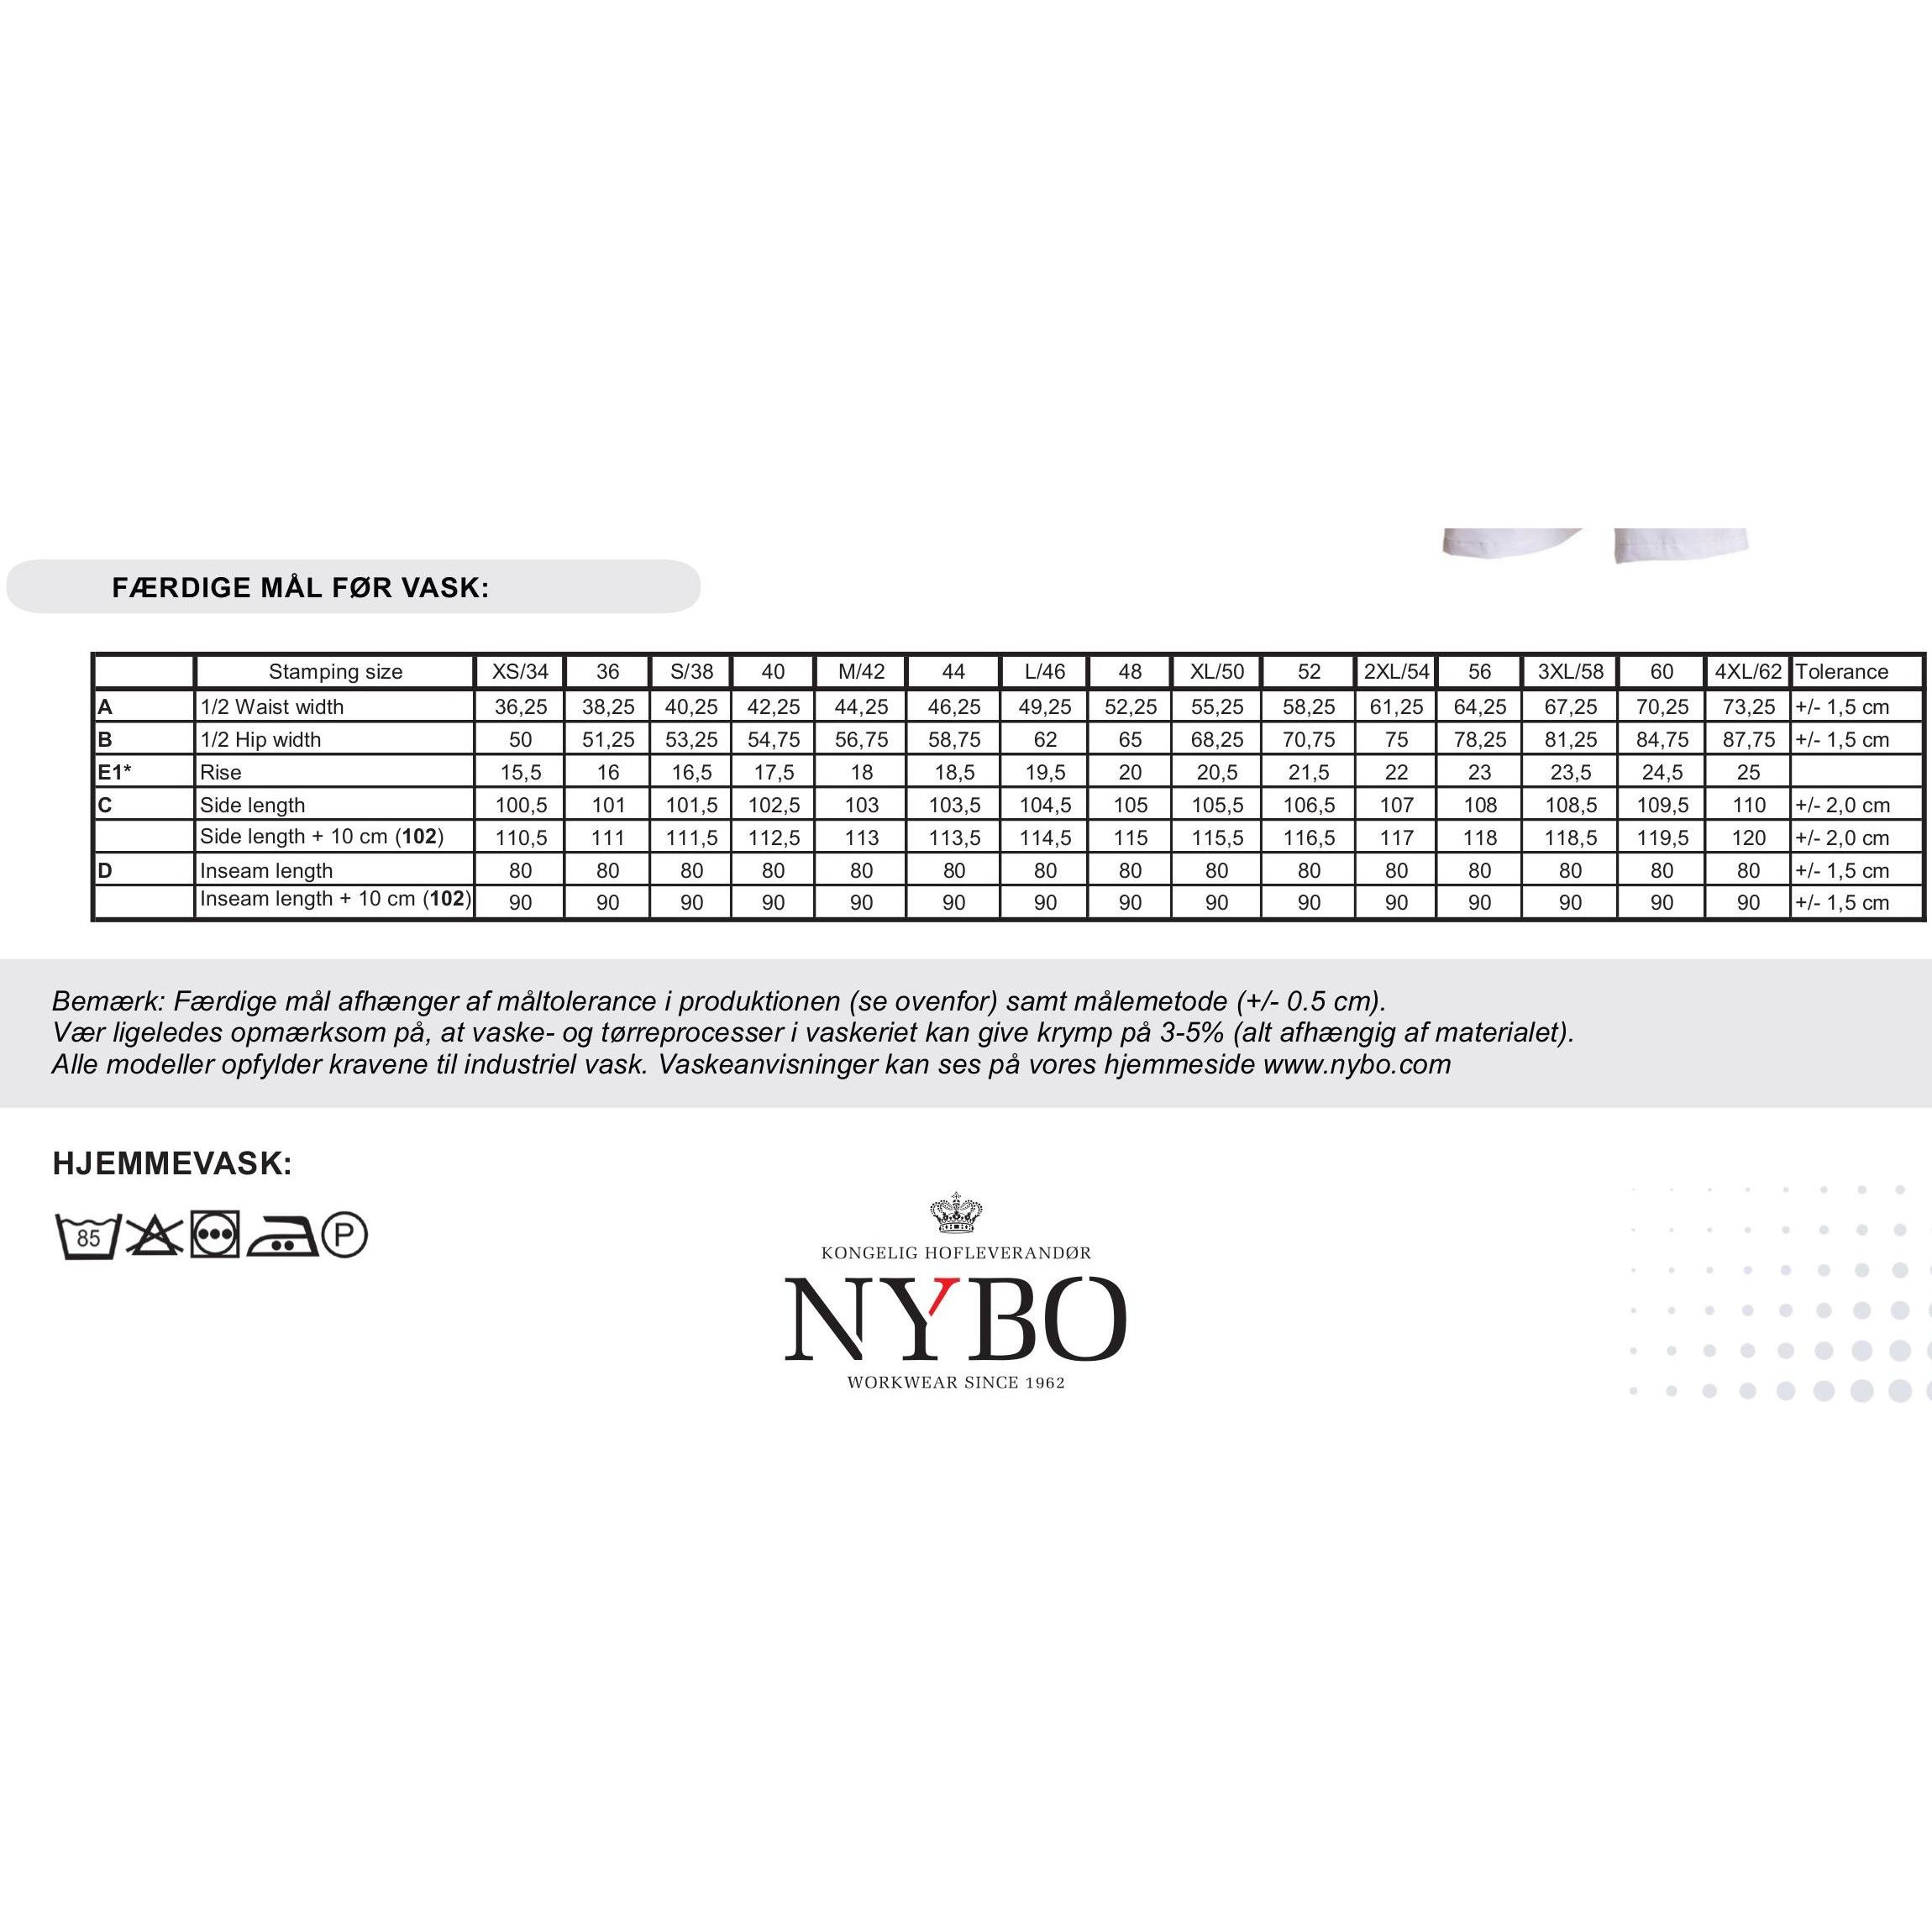 FÆRDIGE MÅL FØR VASK:
Stamping size XS/34 36 S/38 40 M/42 44 L/46 48 XL/50 52 2XL/54 56 3XL/58 60 4XL/62 Tolerance
A 1/2 Waist width 36,25 38,25 40,25 42,25 44,25 46,25 49,25 52,25 55,25 58,25 61,25 64,25 67,25 70,25 73,25 +/- 1,5 cm
B 1/2 Hip width 50 51,25 53,25 54,75 56,75 58,75 62 65 68,25 70,75 75 78,25 81,25 84,75 87,75 +/- 1,5 cm
E1* Rise 15,5 16 16,5 17,5 18 18,5 19,5 20 20,5 21,5 22 23 23,5 24,5 25
C Side length 100,5 101 101,5 102,5 103 103,5 104,5 105 105,5 106,5 107 108 108,5 109,5 110 +/- 2,0 cm
Side length + 10 cm (102) 110,5 111 111,5 112,5 113 113,5 114,5 115 115,5 116,5 117 118 118,5 119,5 120 +/- 2,0 cm
D Inseam length 80 80 80 80 80 80 80 80 80 80 80 80 80 80 80 +/- 1,5 cm
Inseam length + 10 cm (102) 90 90 90 90 90 90 90 90 90 90 90 90 90 90 90 +/- 1,5 cm
Bemærk: Færdige mål afhænger af måltolerance i produktionen (se ovenfor) samt målemetode (+/- 0.5 cm).
Vær ligeledes opmærksom på, at vaske- og tørreprocesser i vaskeriet kan give krymp på 3-5% (alt afhængig af materialet).
Alle modeller opfylder kravene til industriel vask. Vaskeanvisninger kan ses på vores hjemmeside www.nybo.com
HJEMMEVASK:
85 P
KONGELIG HOFLEVERANDØR
NYBO
WORKWEAR SINCE 1962